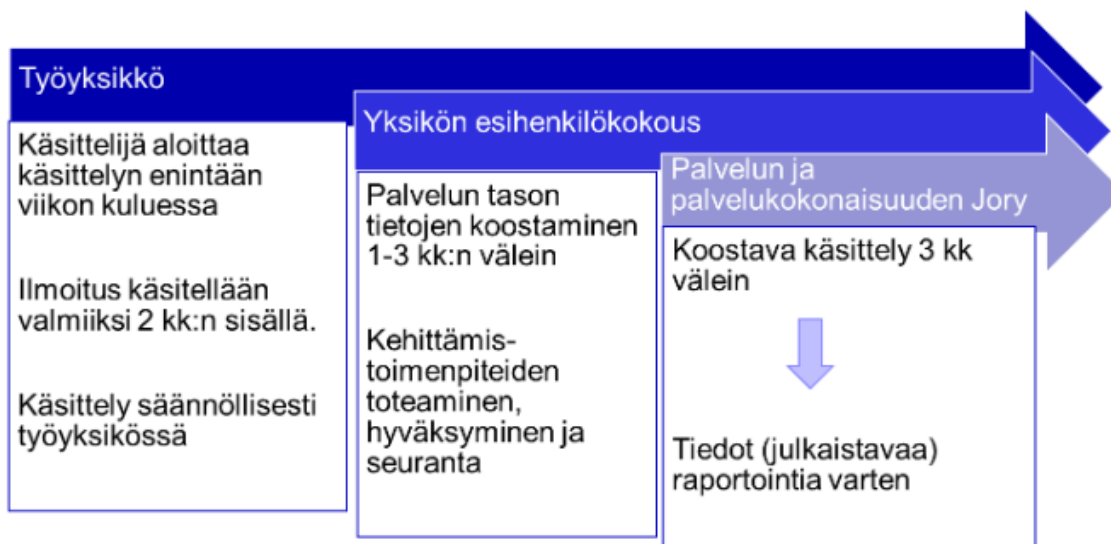 Työyksikkö
Käsittelijä aloittaa
käsittelyn enintään
viikon kuluessa
Ilmoitus käsitellään
valmiiksi 2 kk:n sisällä.
Käsittely säännöllisesti
työyksikössä
Yksikön esihenkilökokous
Palvelun tason
tietojen koostaminen
1-3 kk:n välein
Kehittämis-
toimenpiteiden
toteaminen,
hyväksyminen ja
seuranta
Palvelun ja
palvelukokonaisuuden Jory
Koostava käsittely 3 kk
välein
Tiedot (julkaistavaa)
raportointia varten